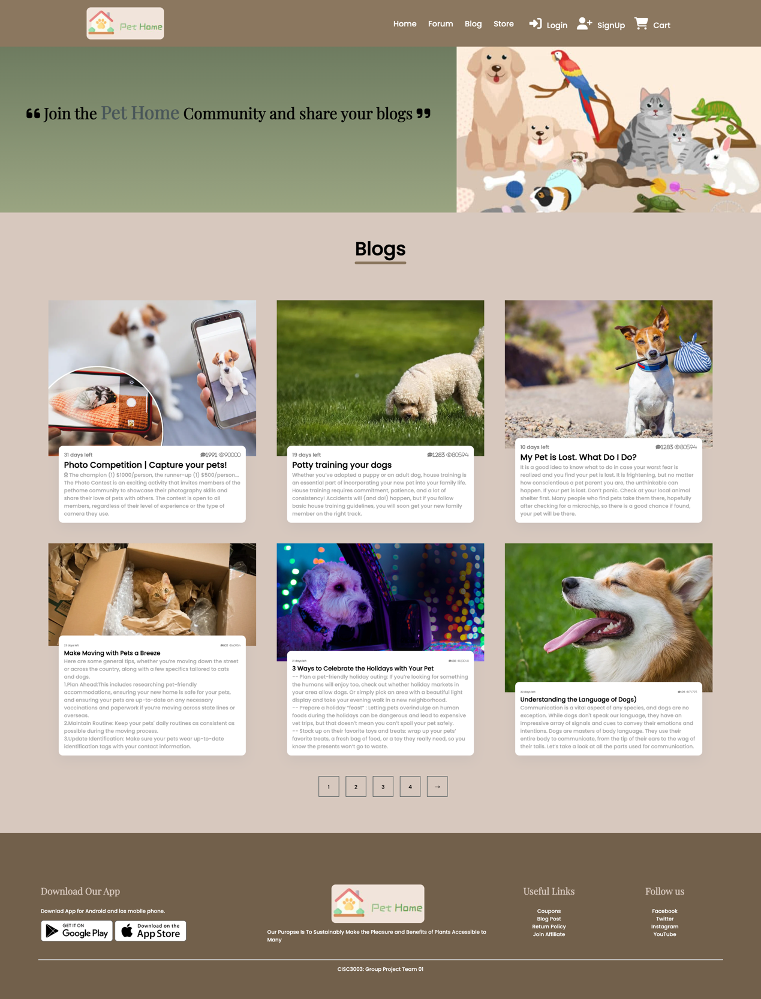 Pet Home
Home Forum Blog Store Login SignUp Cart
❝ Join the Pet Home Community and share your blogs ❞
Blogs
31 days left 1991 90000
Photo Competition | Capture your pets!
The champion (1) $1000/person, the runner-up (1) $500/person...
The Photo Contest is an exciting activity that invites members of the
pethome community to showcase their photography skills and
share their love of pets with others. The contest is open to all
members, regardless of their level of experience or the type of
camera they use.
19 days left 1283 80594
Potty training your dogs
Whether you've adopted a puppy or an adult dog, house training is
an essential part of incorporating your new pet into your family life.
House training requires commitment, patience, and a lot of
consistency! Accidents will (and do!) happen, but if you follow
basic house training guidelines, you will soon get your new family
member on the right track.
10 days left 1283 80594
My Pet is Lost. What Do I Do?
It is a good idea to know what to do in case your worst fear is
realized and you find your pet is lost. It is frightening, but no matter
how conscientious a pet parent you are, the unthinkable can
happen. If your pet is lost. Don't panic. Check at your local animal
shelter first. Many people who find pets take them there, hopefully
after checking for a microchip, so there is a good chance if found,
your pet will be there.
23 days left
Make Moving with Pets a Breeze
Here are some general tips, whether you're moving down the street
or across the country, along with a few specifics tailored to cats
and dogs.
1.Plan Ahead:This includes researching pet-friendly
accommodations, ensuring your new home is safe for your pets,
and ensuring your pets are up-to-date on any necessary
vaccinations and paperwork if you're moving across state lines or
overseas.
2.Maintain Routine: Keep your pets' daily routines as consistent as
possible during the moving process.
3.Update Identification: Make sure your pets wear up-to-date
identification tags with your contact information.
21 days left
3 Ways to Celebrate the Holidays with Your Pet
-- Plan a pet-friendly holiday outing: If you're looking for something
the humans will enjoy too, check out whether holiday markets in
your area allow dogs. Or simply pick an area with a beautiful light
display and take your evening walk in a new neighborhood.
-- Prepare a holiday "feast" : Letting pets overindulge on human
foods during the holidays can be dangerous and lead to expensive
vet trips, but that doesn't mean you can't spoil your pet safely.
-- Stock up on their favorite toys and treats: wrap up your pets'
favorite treats, a fresh bag of food, or a toy they really need, so you
know the presents won't go to waste.
30 days left
Understanding the Language of Dogs)
Communication is a vital aspect of any species, and dogs are no
exception. While dogs don't speak our language, they have an
impressive array of signals and cues to convey their emotions and
intentions. Dogs are masters of body language. They use their
entire body to communicate, from the tip of their ears to the wag of
their tails. Let's take a look at all the parts used for communication.
1 2 3 4 →
Download Our App
Downlad App for Android and ios mobile phone.
GET IT ON
Google Play
Download on the
App Store
Pet Home
Our Puropse Is To Sustainably Make the Pleasure and Benefits of Plants Accessible to
Many
Useful Links
Coupons
Blog Post
Return Policy
Join Affiliate
Follow us
Facebook
Twitter
Instagram
YouTube
CISC3003: Group Project Team 01